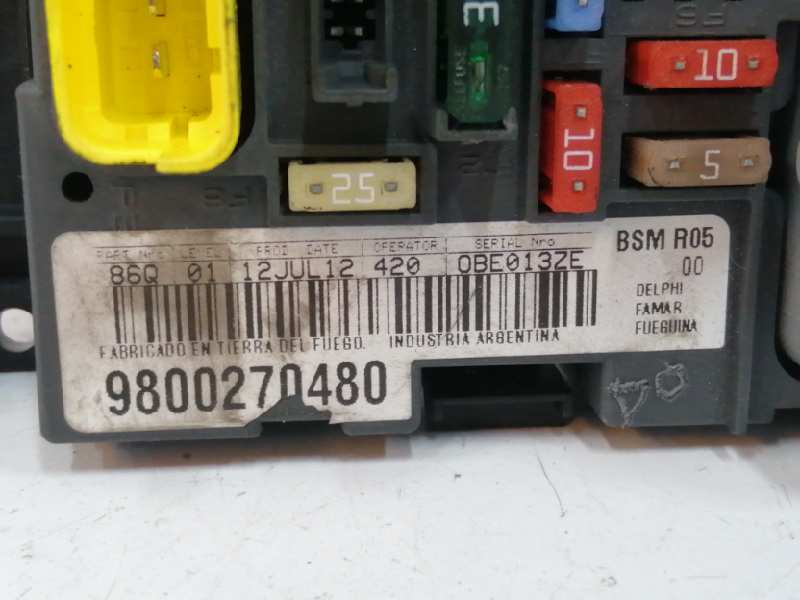 10
10
5
25
PART Nro LEVEL PROD DATE OPERATOR SERIAL Nro
86Q 01 12JUL12 420 0BE013ZE
BSM R05
00
DELPHI
FAMAR
FUEGUINA
FABRICADO EN TIERRA DEL FUEGO. INDUSTRIA ARGENTINA
9800270480